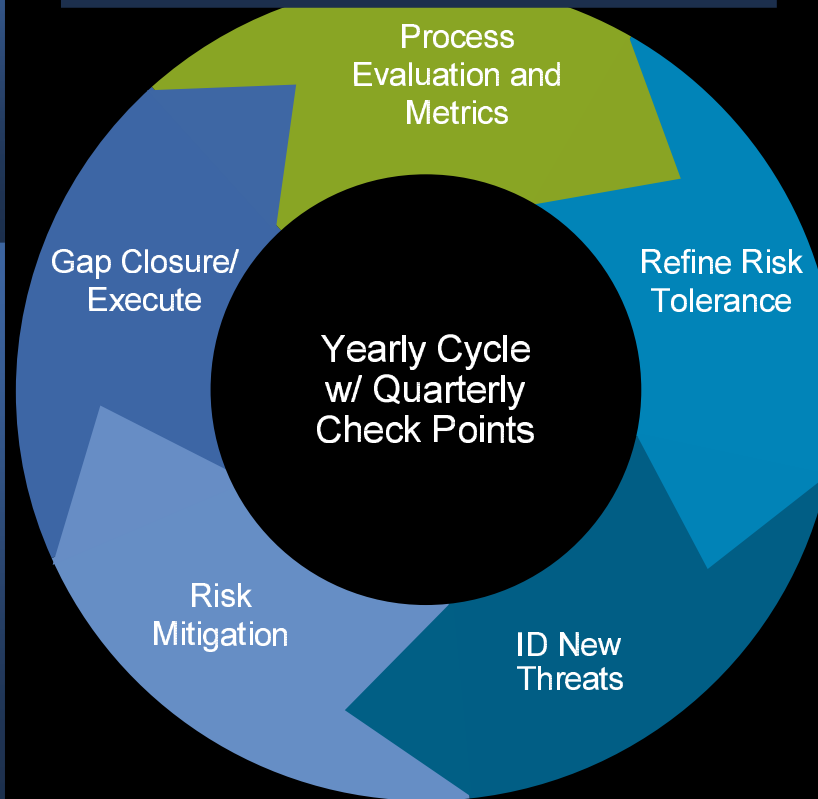 Process
Evaluation and
Metrics
Refine Risk
Tolerance
ID New
Threats
Risk
Mitigation
Gap Closure/
Execute
Yearly Cycle
w/ Quarterly
Check Points